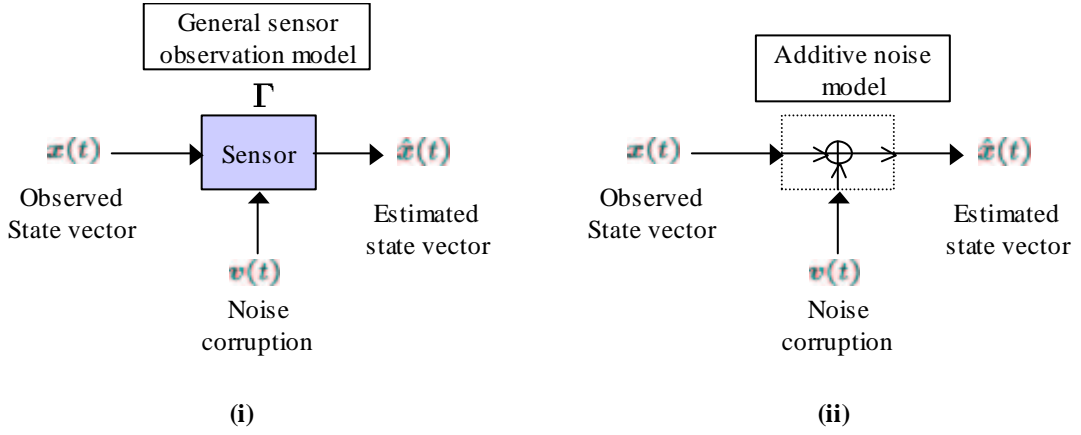 General sensor
observation model
Γ
x(t)
Sensor
x̂(t)
Observed
State vector
Estimated
state vector
v(t)
Noise
corruption
(i)
Additive noise
model
x(t)
x̂(t)
Observed
State vector
Estimated
state vector
v(t)
Noise
corruption
(ii)